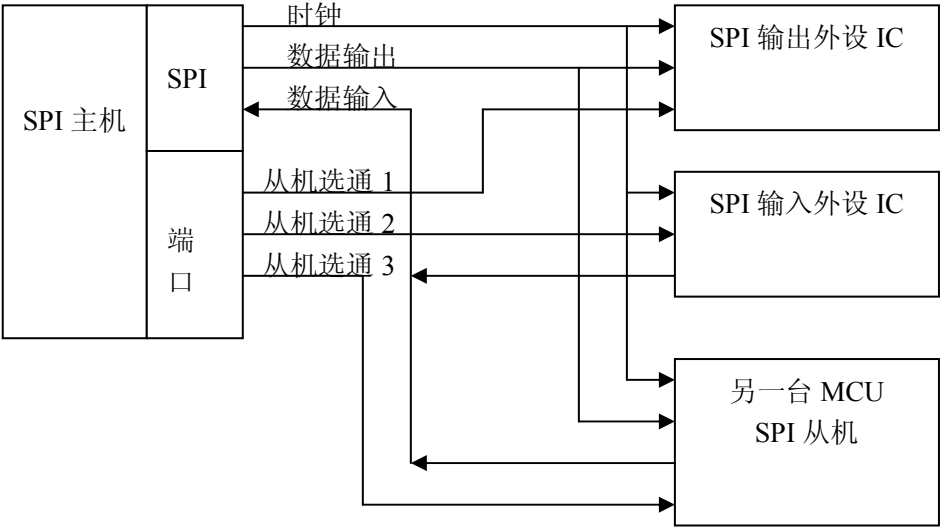 时钟
数据输出
数据输入
SPI 主机
SPI
从机选通 1
从机选通 2
从机选通 3
端
口
SPI 输出外设 IC
SPI 输入外设 IC
另一台 MCU
SPI 从机